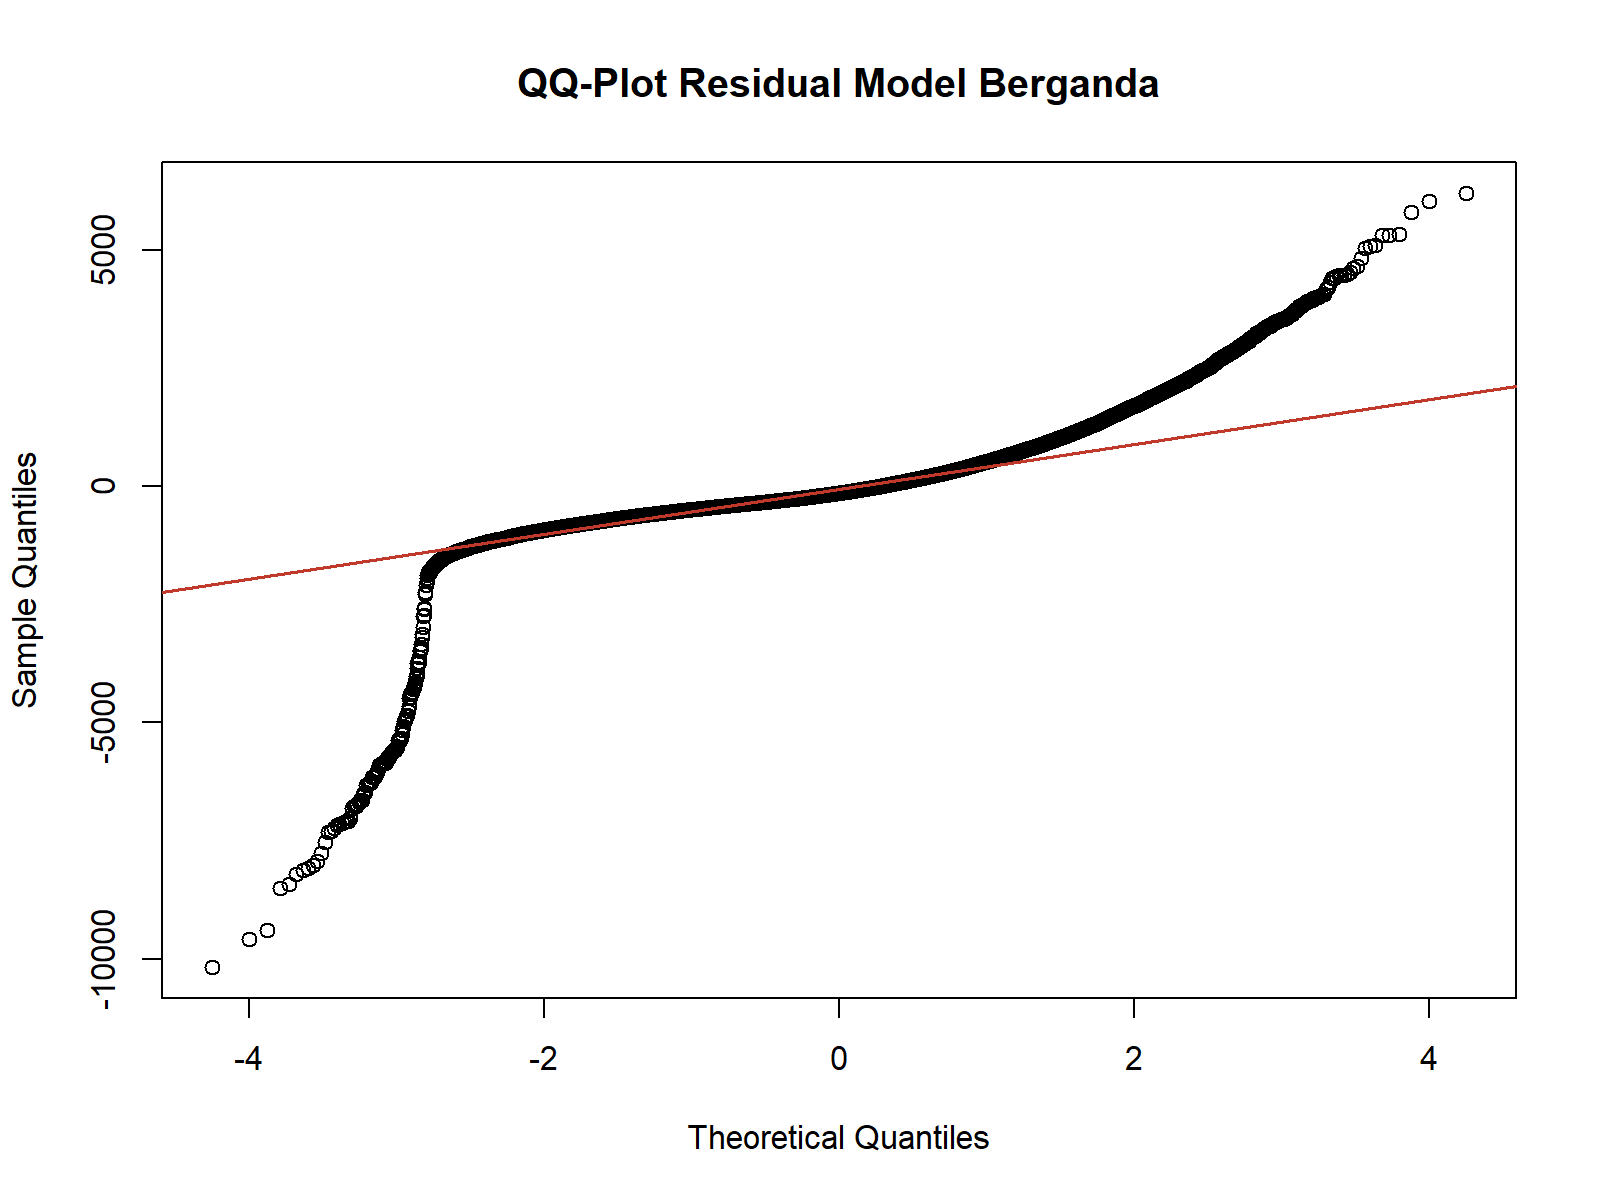 QQ-Plot Residual Model Berganda
5000
0
-5000
-10000
Sample Quantiles
-4 -2 0 2 4
Theoretical Quantiles